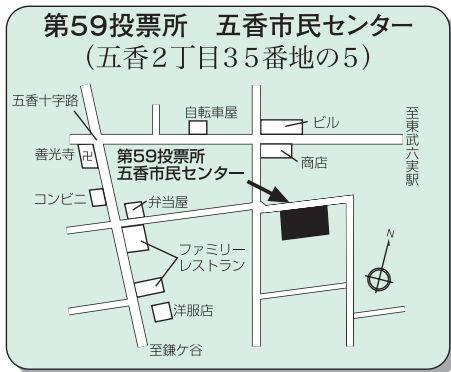 第59投票所　五香市民センター
(五香2丁目35番地の5)
五香十字路
自転車屋
ビル
至東武六実駅
善光寺
卍
第59投票所
五香市民センター
商店
コンビニ
弁当屋
ファミリー
レストラン
N
洋服店
至鎌ケ谷